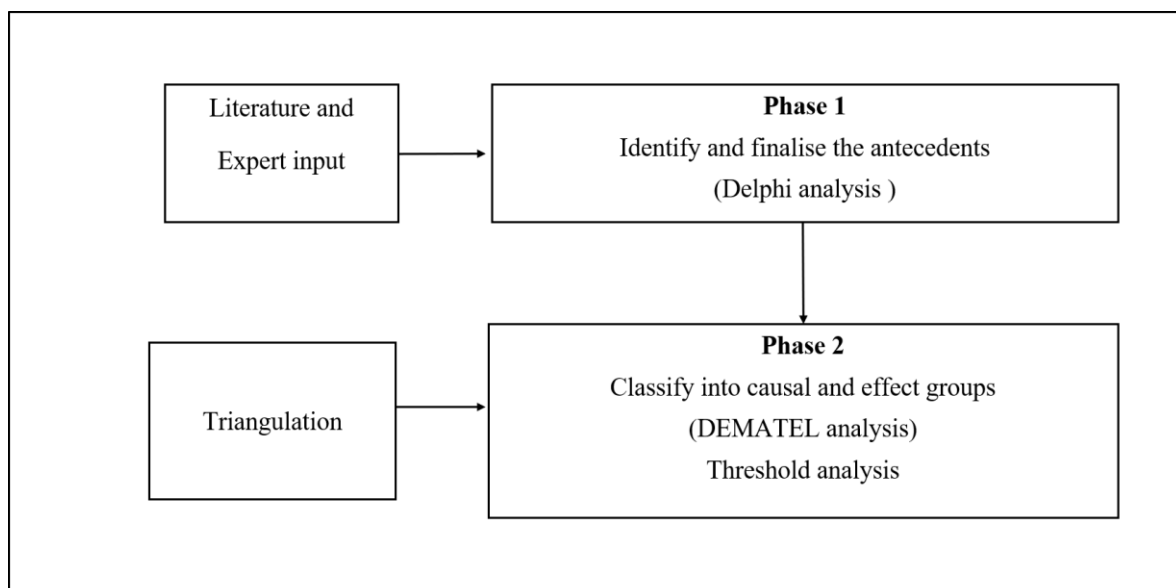 Literature and
Expert input
Phase 1
Identify and finalise the antecedents
(Delphi analysis )
Triangulation
Phase 2
Classify into causal and effect groups
(DEMATEL analysis)
Threshold analysis